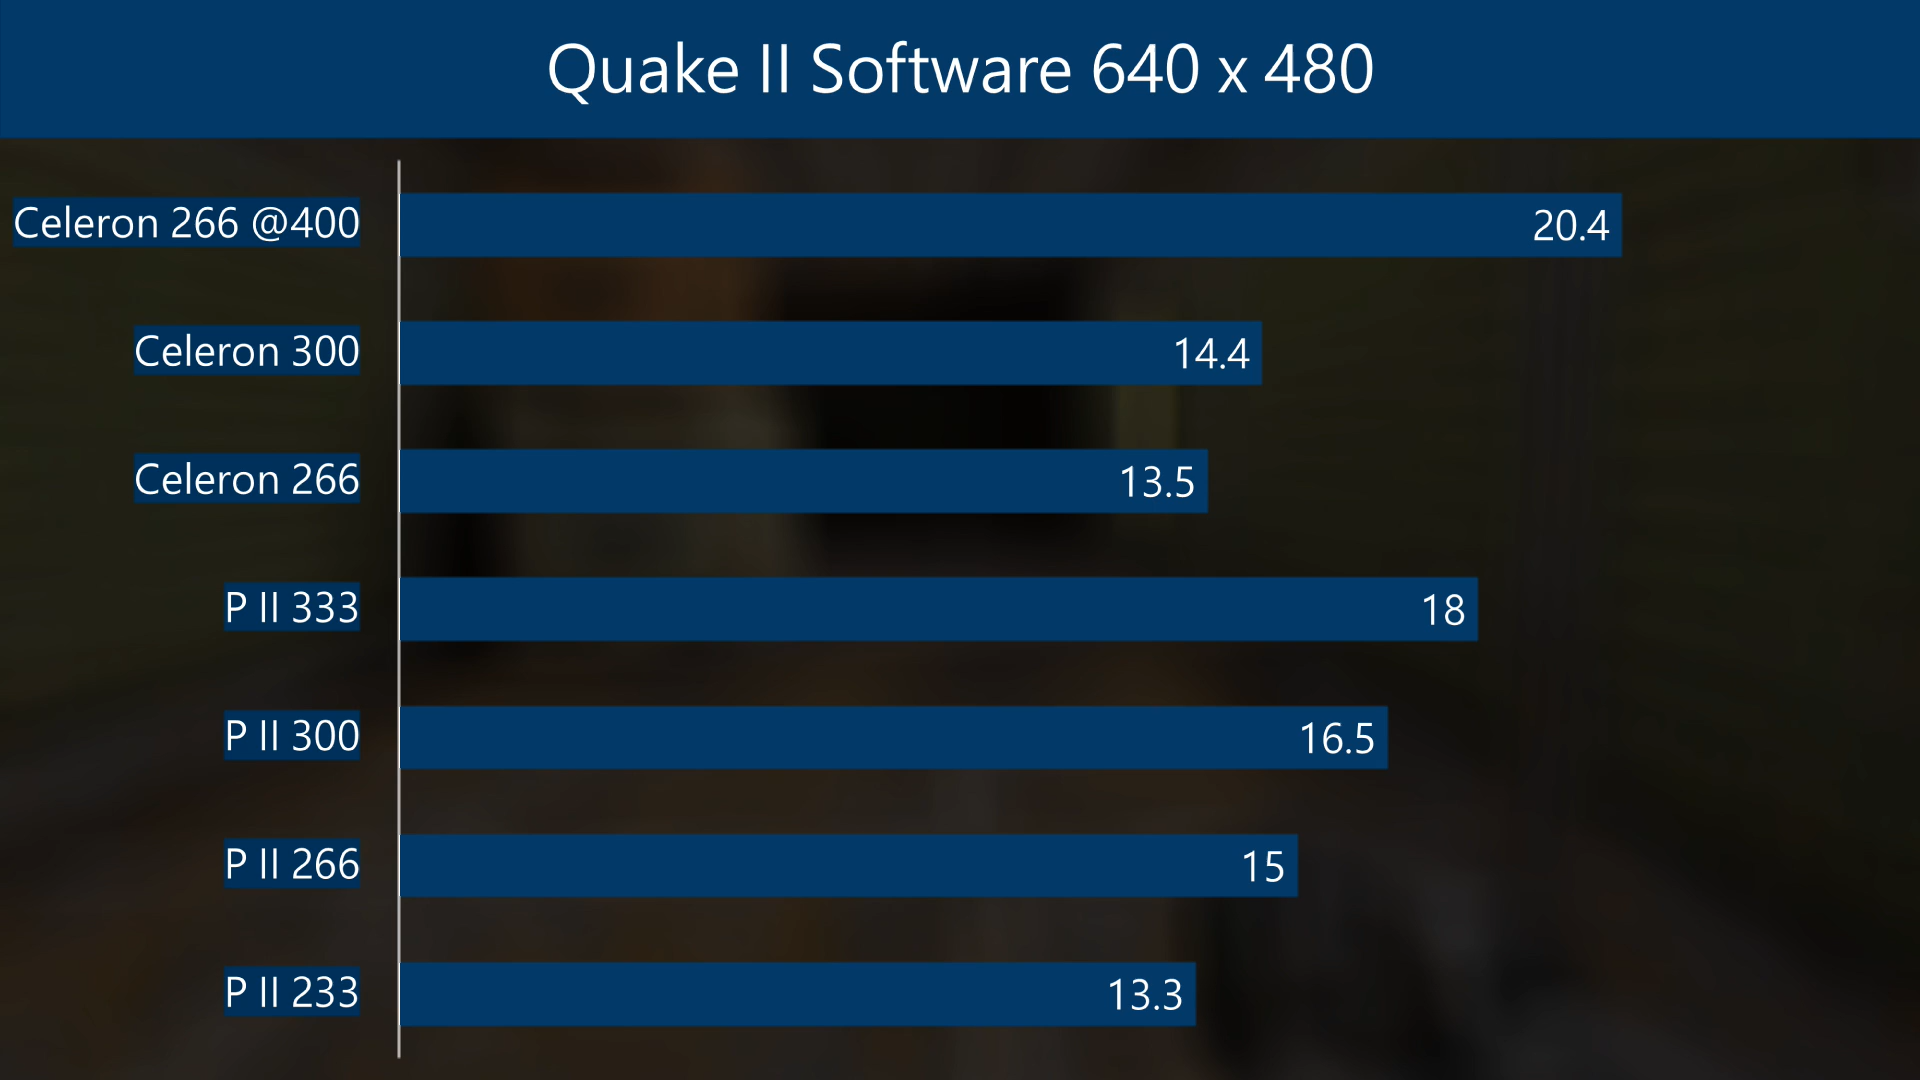 Quake II Software 640 x 480
Celeron 266 @400 20.4
Celeron 300 14.4
Celeron 266 13.5
P II 333 18
P II 300 16.5
P II 266 15
P II 233 13.3